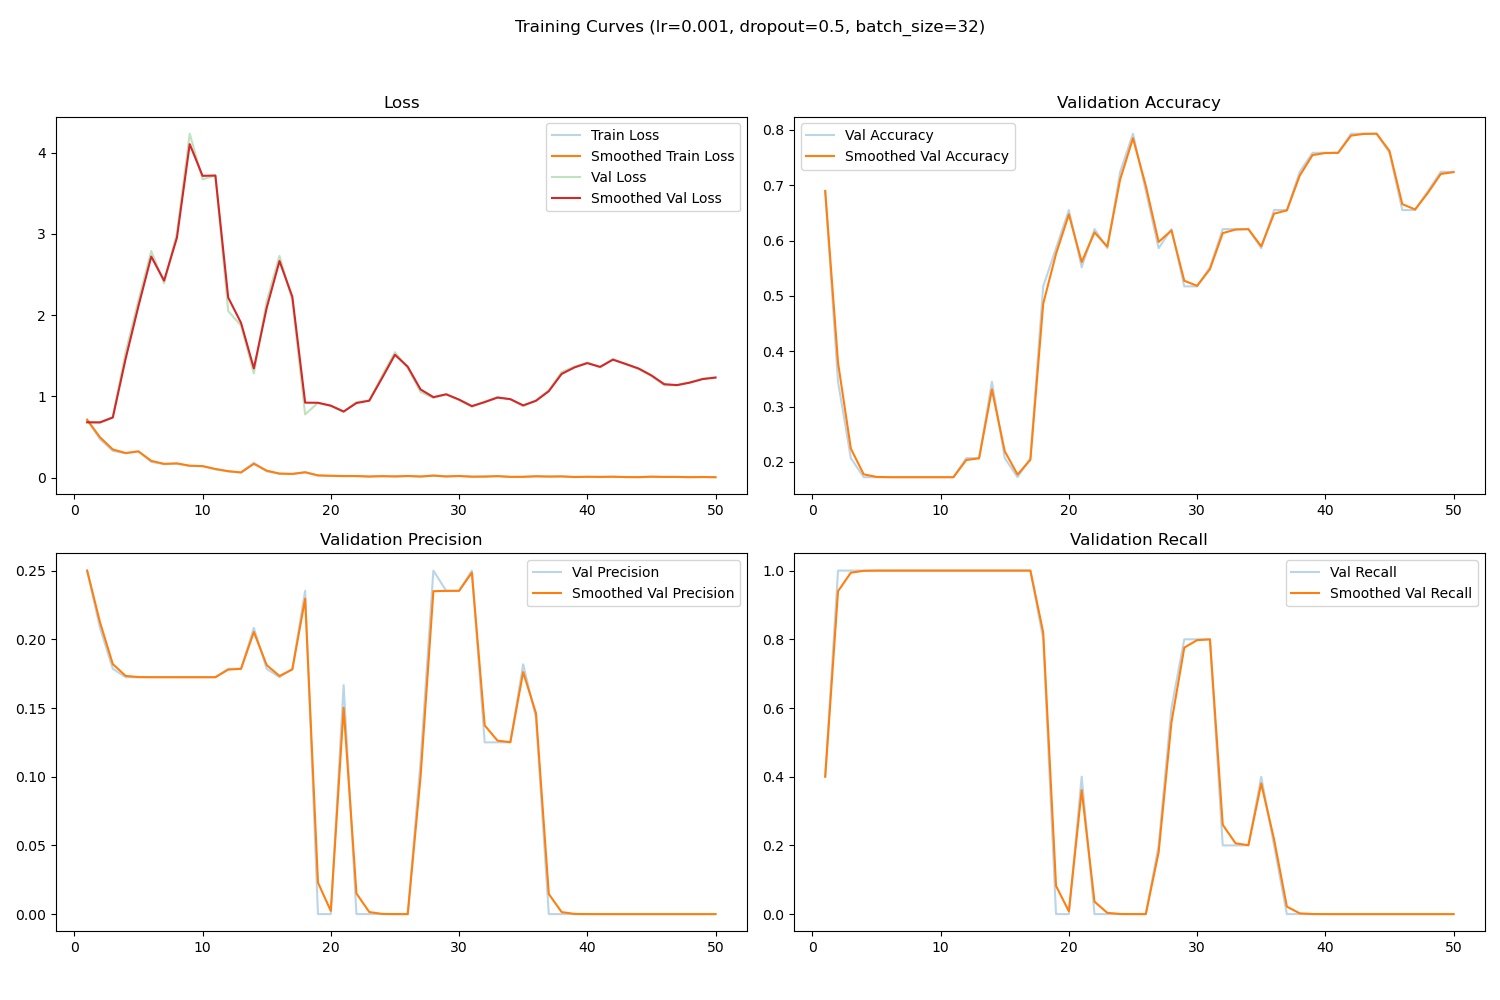 Training Curves (lr=0.001, dropout=0.5, batch_size=32)
Loss
Train Loss
Smoothed Train Loss
Val Loss
Smoothed Val Loss
4
3
2
1
0
0 10 20 30 40 50
Validation Accuracy
Val Accuracy
Smoothed Val Accuracy
0.8
0.7
0.6
0.5
0.4
0.3
0.2
0 10 20 30 40 50
Validation Precision
Val Precision
Smoothed Val Precision
0.25
0.20
0.15
0.10
0.05
0.00
0 10 20 30 40 50
Validation Recall
Val Recall
Smoothed Val Recall
1.0
0.8
0.6
0.4
0.2
0.0
0 10 20 30 40 50